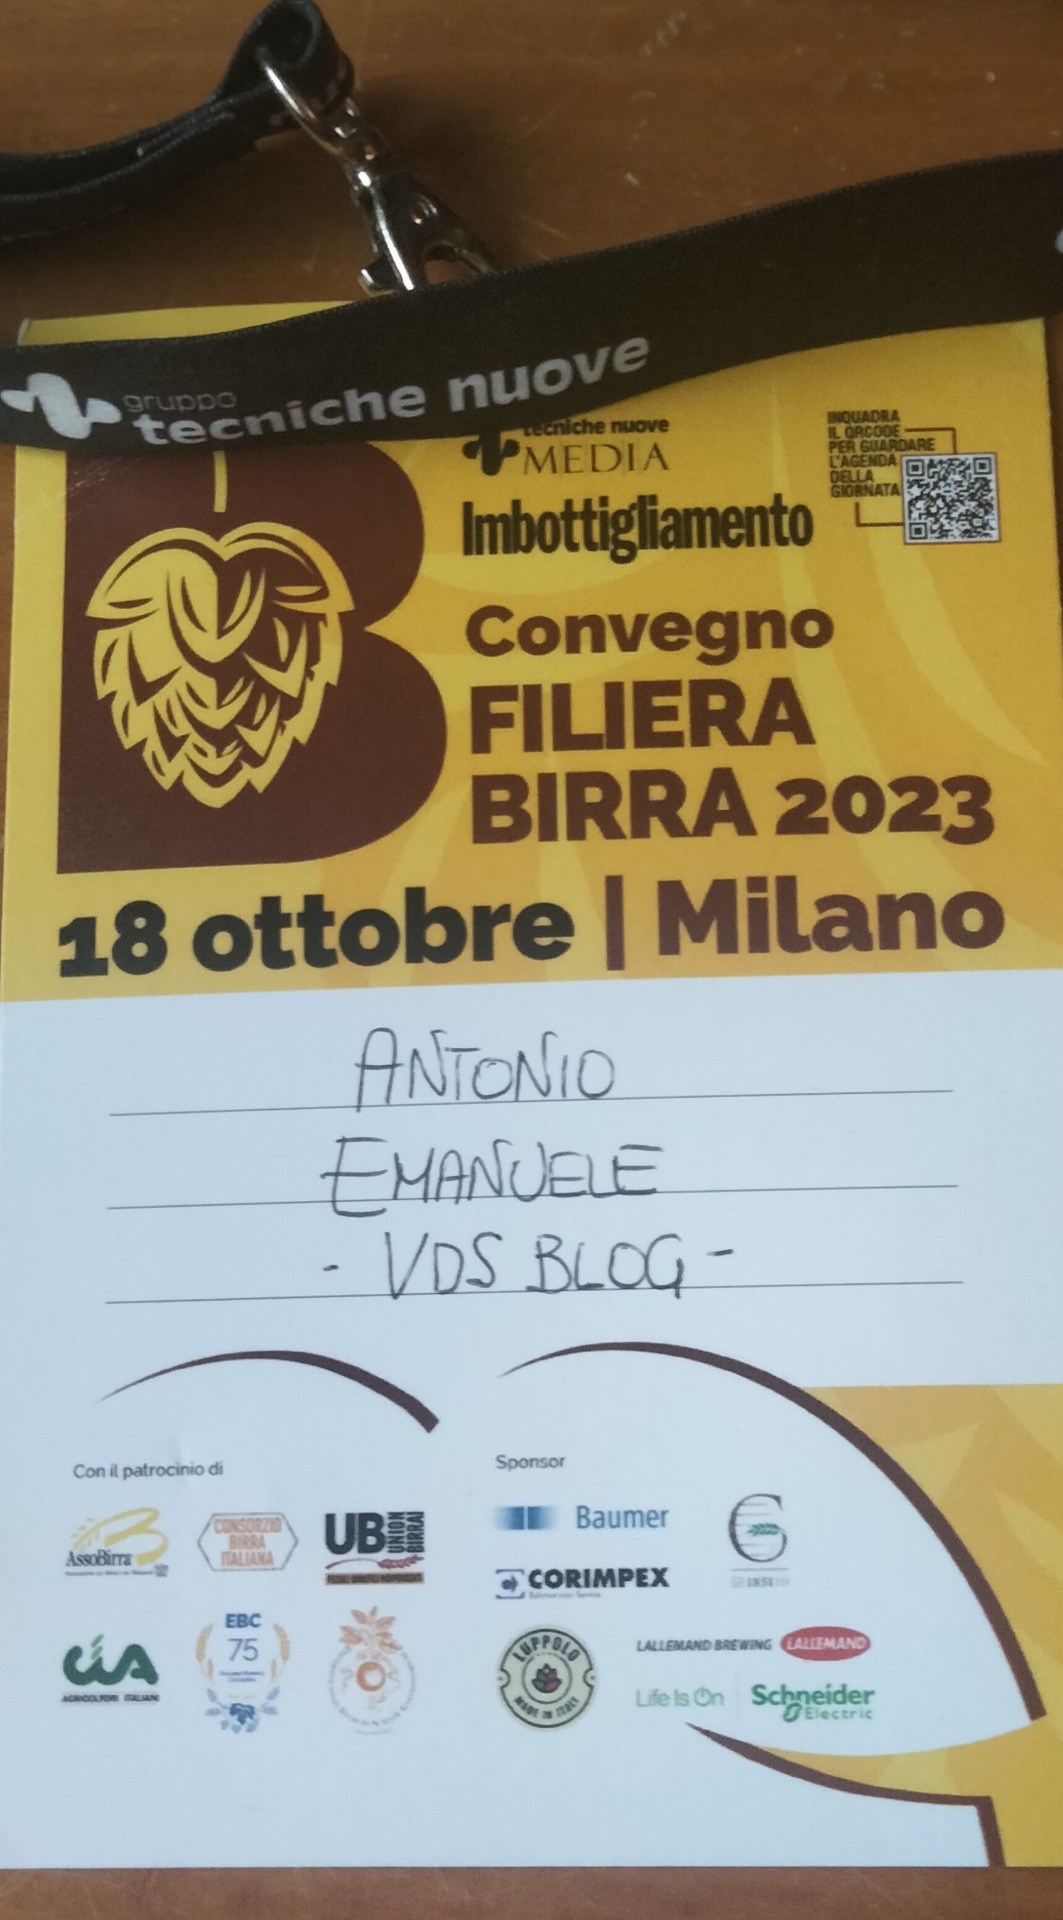 gruppo
tecniche nuove
tecniche nuove
MEDIA
Imbottigliamento
INQUADRA
IL QRCODE
PER GUARDARE
L'AGENDA
DELLA
GIORNATA
Convegno
FILIERA
BIRRA 2023
18 ottobre | Milano
ANTONIO
EMANUELE
- VDS BLOG -
Con il patrocinio di
AssoBirra
CONSORZIO
BIRRA
ITALIANA
UB UNION BIRRAI
CIA
AGRICOLTORI ITALIANI
EBC
75
Sponsor
Baumer
1851
CORIMPEX
LUPPOLO
MADE IN ITALY
LALLEMAND BREWING LALLEMAND
Life Is On Schneider
Electric